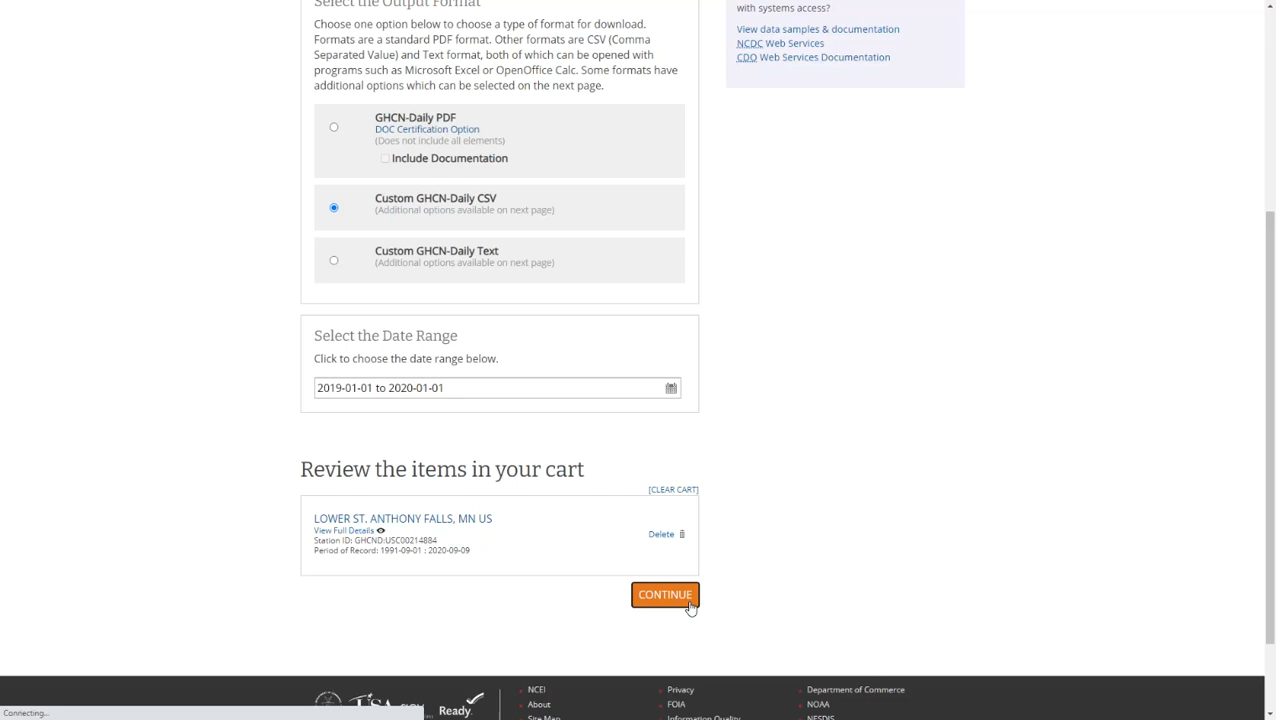 Select the Output Format
with systems access?
Choose one option below to choose a type of format for download.
Formats are a standard PDF format. Other formats are CSV (Comma
Separated Value) and Text format, both of which can be opened with
programs such as Microsoft Excel or OpenOffice Calc. Some formats have
additional options which can be selected on the next page.
View data samples & documentation
NCDC Web Services
CDO Web Services Documentation
GHCN-Daily PDF
DOC Certification Option
(Does not include all elements)
Include Documentation
Custom GHCN-Daily CSV
(Additional options available on next page)
Custom GHCN-Daily Text
(Additional options available on next page)
Select the Date Range
Click to choose the date range below.
2019-01-01 to 2020-01-01
Review the items in your cart
[CLEAR CART]
LOWER ST. ANTHONY FALLS, MN US
View Full Details
Station ID: GHCND:USC00214884
Period of Record: 1991-09-01 : 2020-09-09
Delete
CONTINUE
NCEI
About
Site Map
Privacy
FOIA
Information Quality
Department of Commerce
NOAA
NESDIS
USA.gov
Ready
Connecting...